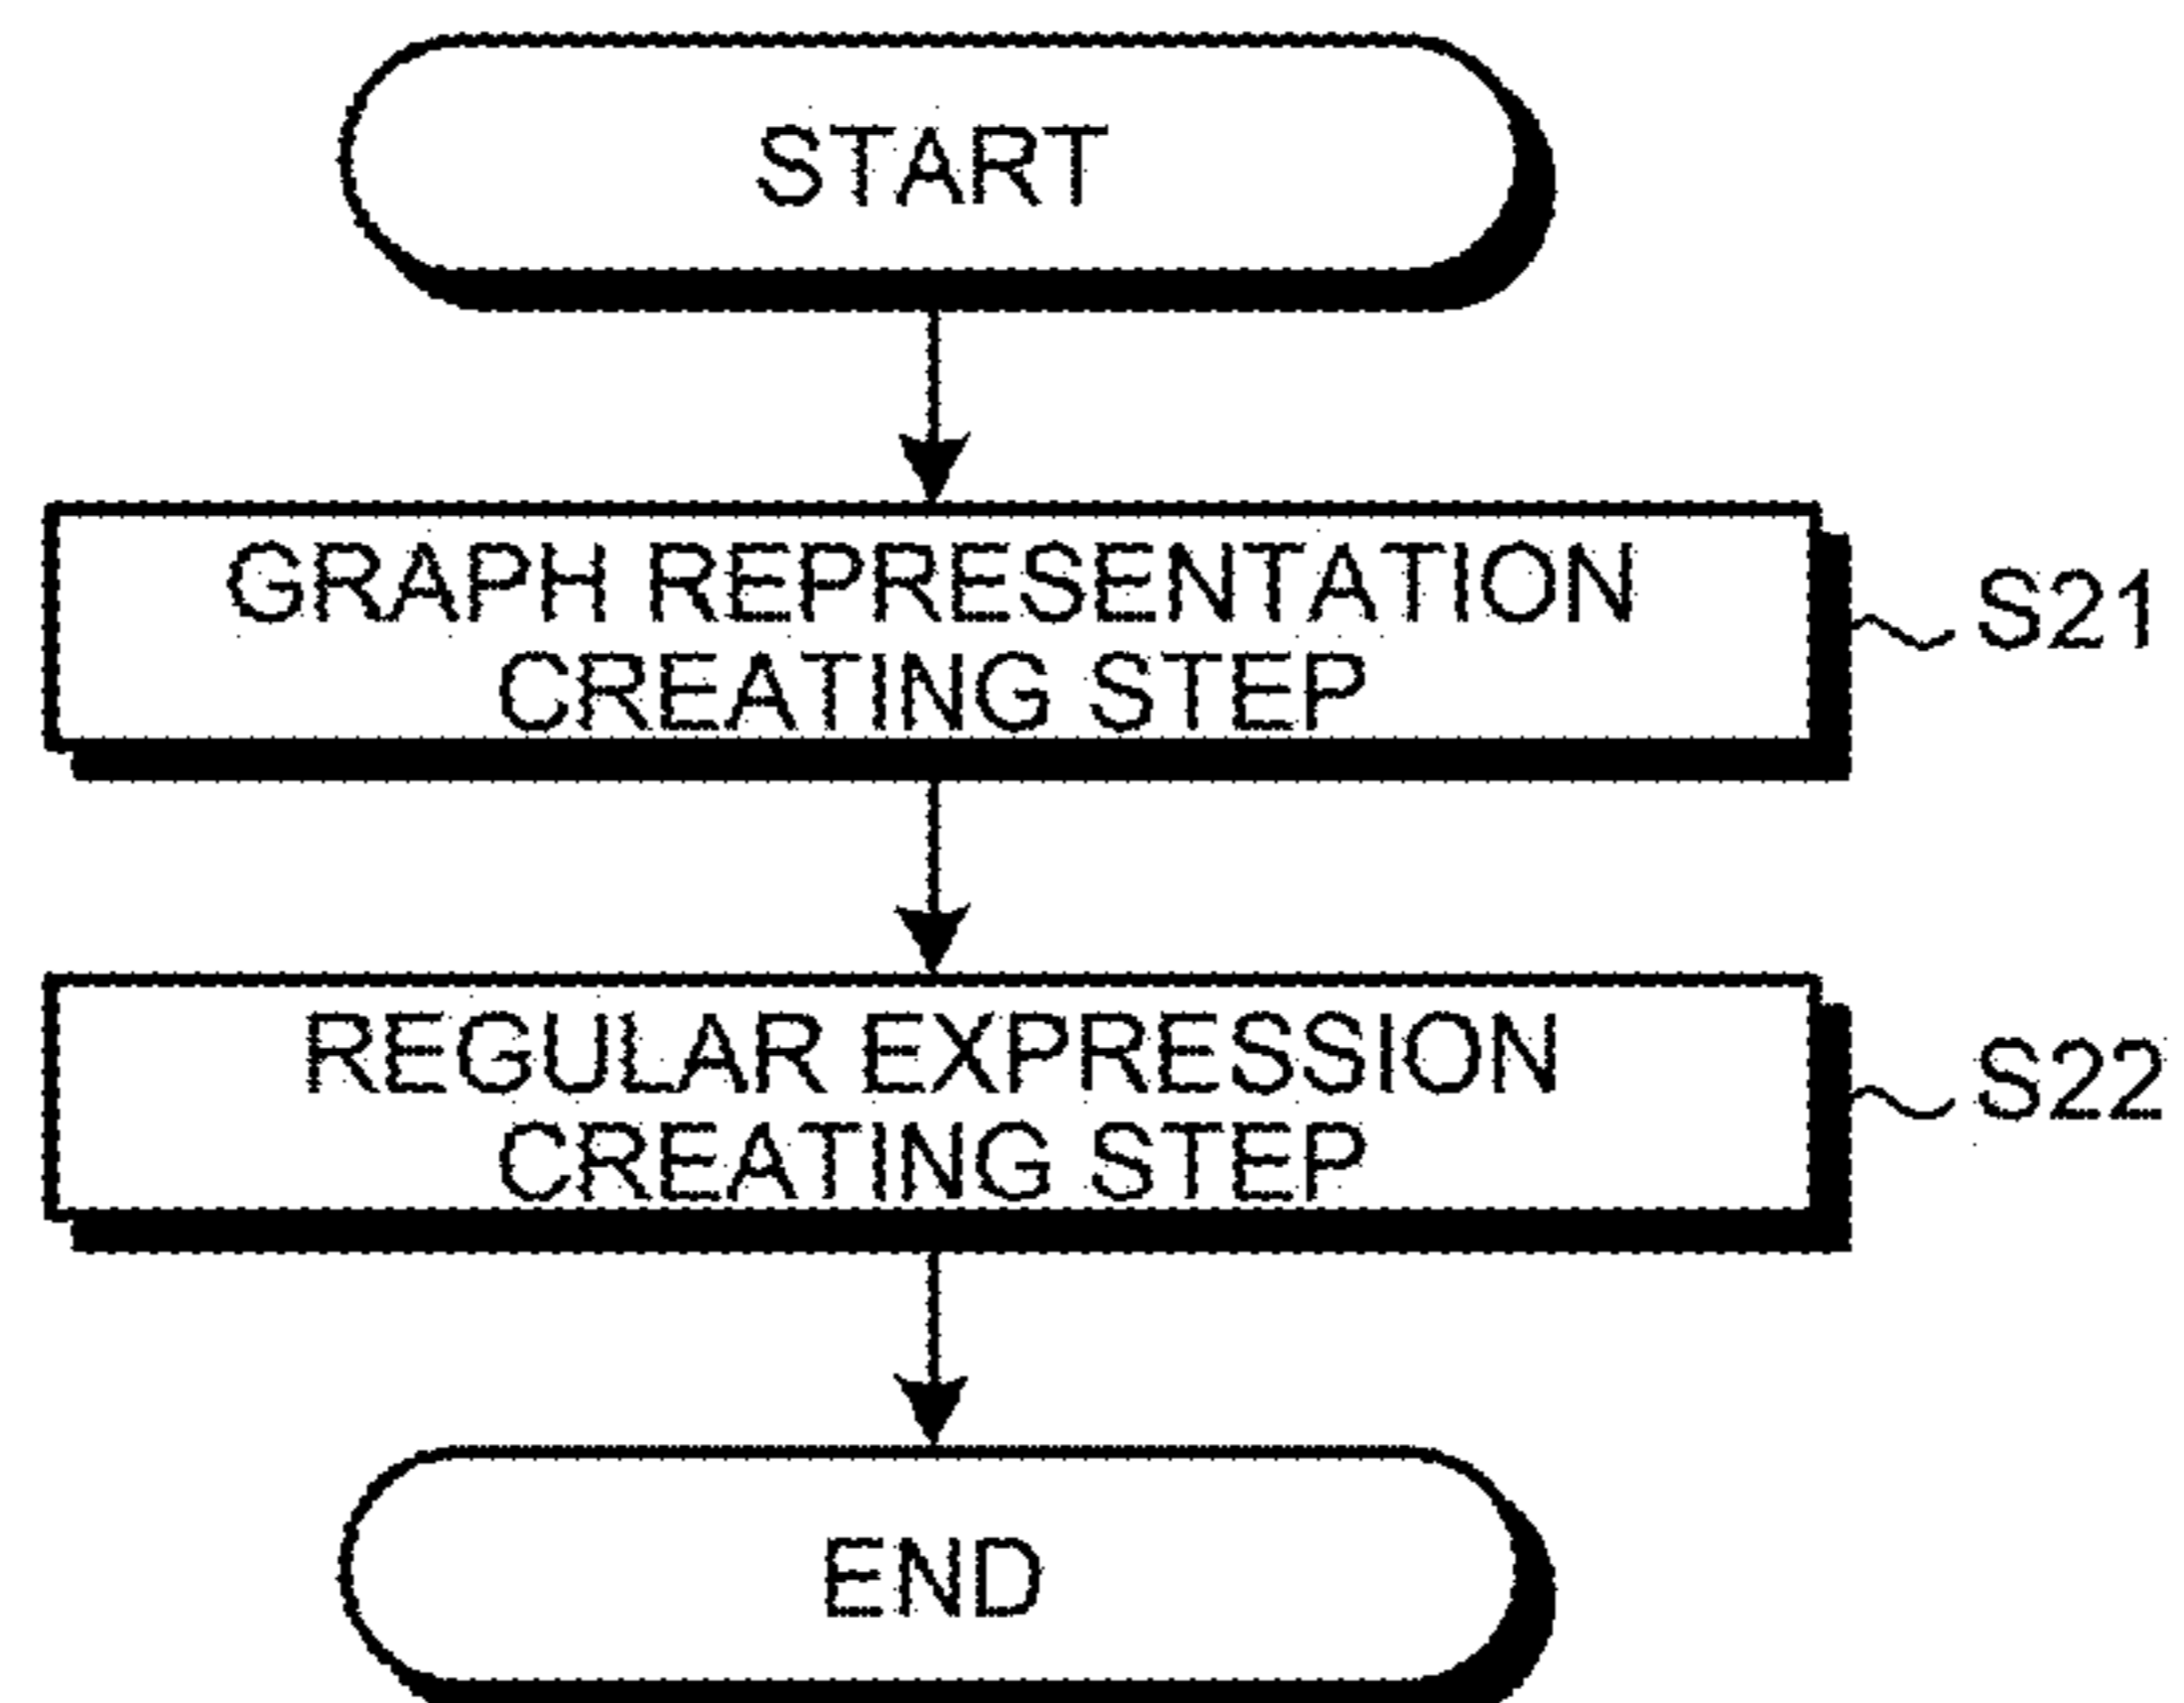 START
GRAPH REPRESENTATION
CREATING STEP
S21
REGULAR EXPRESSION
CREATING STEP
S22
END